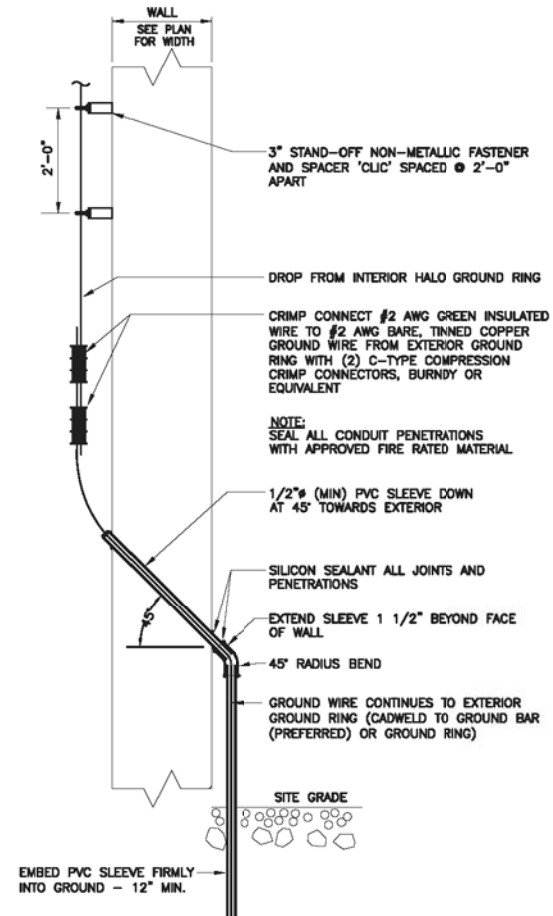 WALL
SEE PLAN
FOR WIDTH
2'-0"
3" STAND-OFF NON-METALLIC FASTENER
AND SPACER 'CLIC' SPACED @ 2'-0"
APART
DROP FROM INTERIOR HALO GROUND RING
CRIMP CONNECT #2 AWG GREEN INSULATED
WIRE TO #2 AWG BARE, TINNED COPPER
GROUND WIRE FROM EXTERIOR GROUND
RING WITH (2) C-TYPE COMPRESSION
CRIMP CONNECTORS, BURNDY OR
EQUIVALENT
NOTE:
SEAL ALL CONDUIT PENETRATIONS
WITH APPROVED FIRE RATED MATERIAL
1/2"ø (MIN) PVC SLEEVE DOWN
AT 45° TOWARDS EXTERIOR
SILICON SEALANT ALL JOINTS AND
PENETRATIONS
45°
EXTEND SLEEVE 1 1/2" BEYOND FACE
OF WALL
45° RADIUS BEND
GROUND WIRE CONTINUES TO EXTERIOR
GROUND RING (CADWELD TO GROUND BAR
(PREFERRED) OR GROUND RING)
SITE GRADE
EMBED PVC SLEEVE FIRMLY
INTO GROUND - 12" MIN.